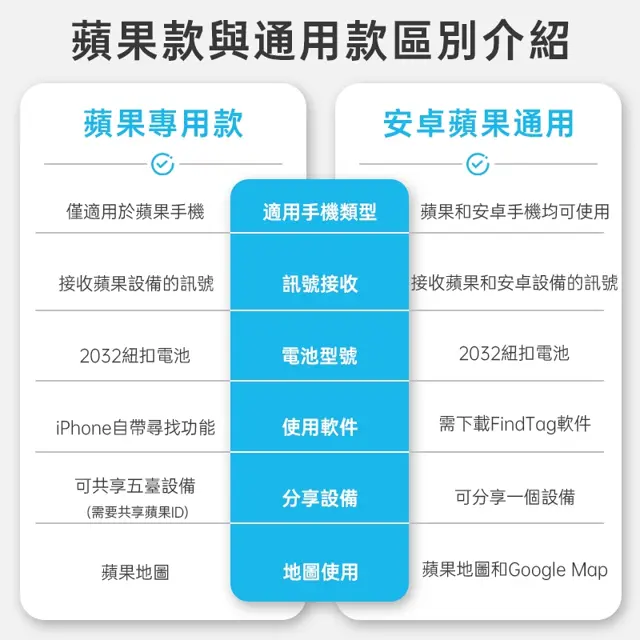 蘋果款與通用款區別介紹
蘋果專用款
安卓蘋果通用
僅適用於蘋果手機
適用手機類型
蘋果和安卓手機均可使用
接收蘋果設備的訊號
訊號接收
接收蘋果和安卓設備的訊號
2032紐扣電池
電池型號
2032紐扣電池
iPhone自帶尋找功能
使用軟件
需下載FindTag軟件
可共享五臺設備
(需要共享蘋果ID)
分享設備
可分享一個設備
蘋果地圖
地圖使用
蘋果地圖和Google Map